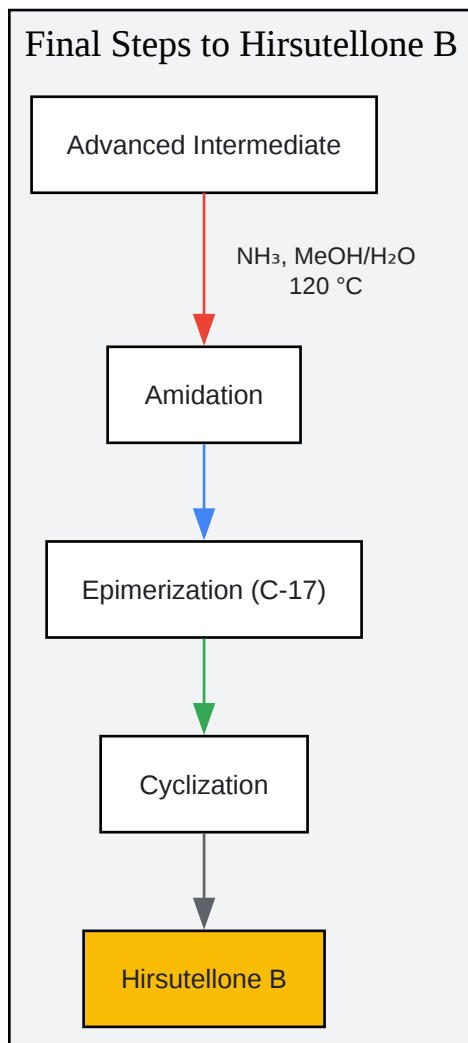 Final Steps to Hirsutellone B
Advanced Intermediate
NH₃, MeOH/H₂O
120 °C
Amidation
Epimerization (C-17)
Cyclization
Hirsutellone B